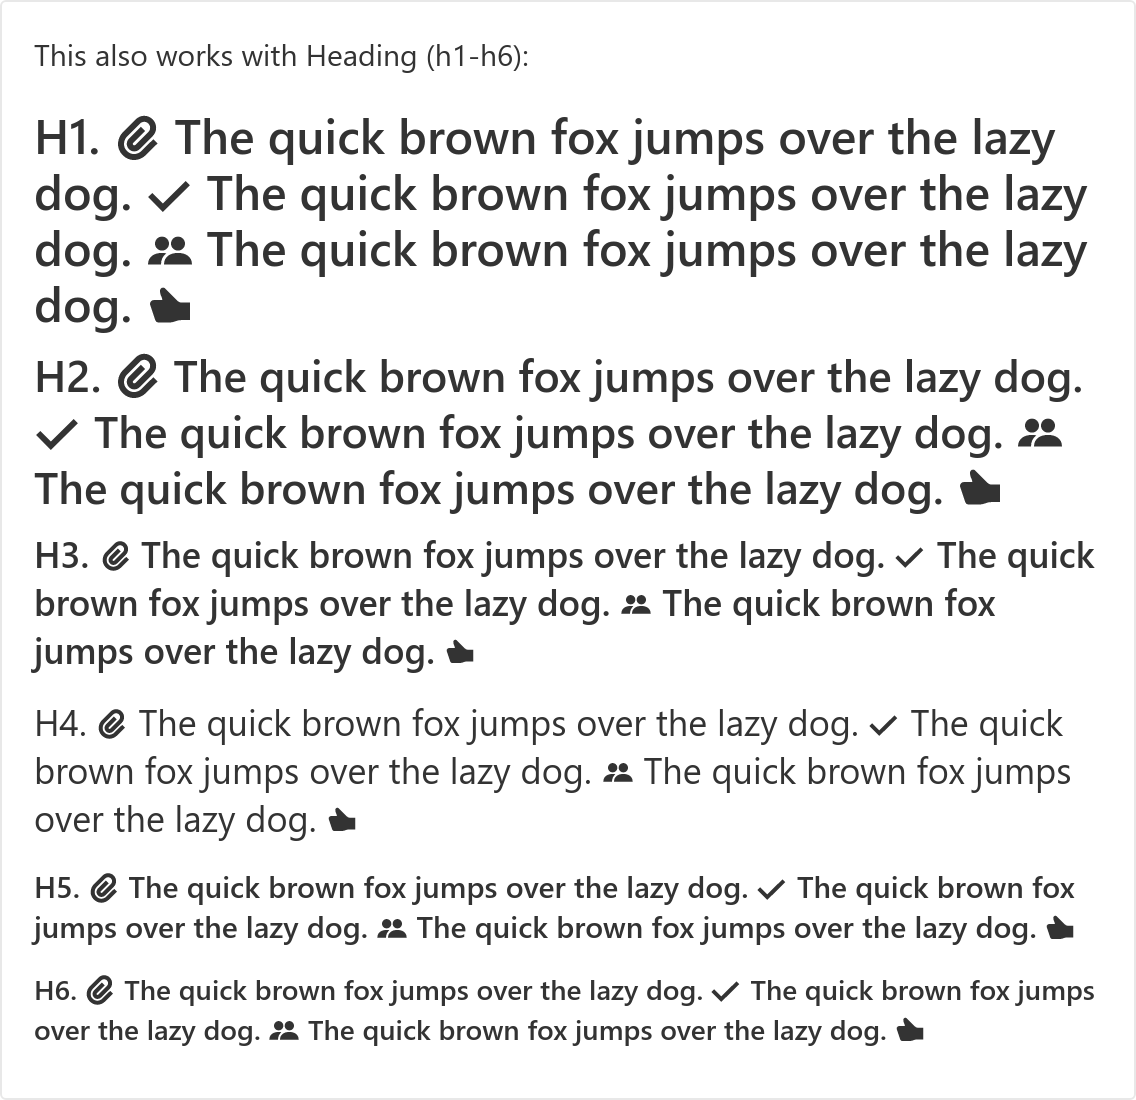 This also works with Heading (h1-h6):
H1. The quick brown fox jumps over the lazy
dog. ✓ The quick brown fox jumps over the lazy
dog. The quick brown fox jumps over the lazy
dog.
H2. The quick brown fox jumps over the lazy dog.
✓ The quick brown fox jumps over the lazy dog.
The quick brown fox jumps over the lazy dog.
H3. The quick brown fox jumps over the lazy dog. ✓ The quick
brown fox jumps over the lazy dog. The quick brown fox
jumps over the lazy dog.
H4. The quick brown fox jumps over the lazy dog. ✓ The quick
brown fox jumps over the lazy dog. The quick brown fox jumps
over the lazy dog.
H5. The quick brown fox jumps over the lazy dog. ✓ The quick brown fox
jumps over the lazy dog. The quick brown fox jumps over the lazy dog.
H6. The quick brown fox jumps over the lazy dog. ✓ The quick brown fox jumps
over the lazy dog. The quick brown fox jumps over the lazy dog.